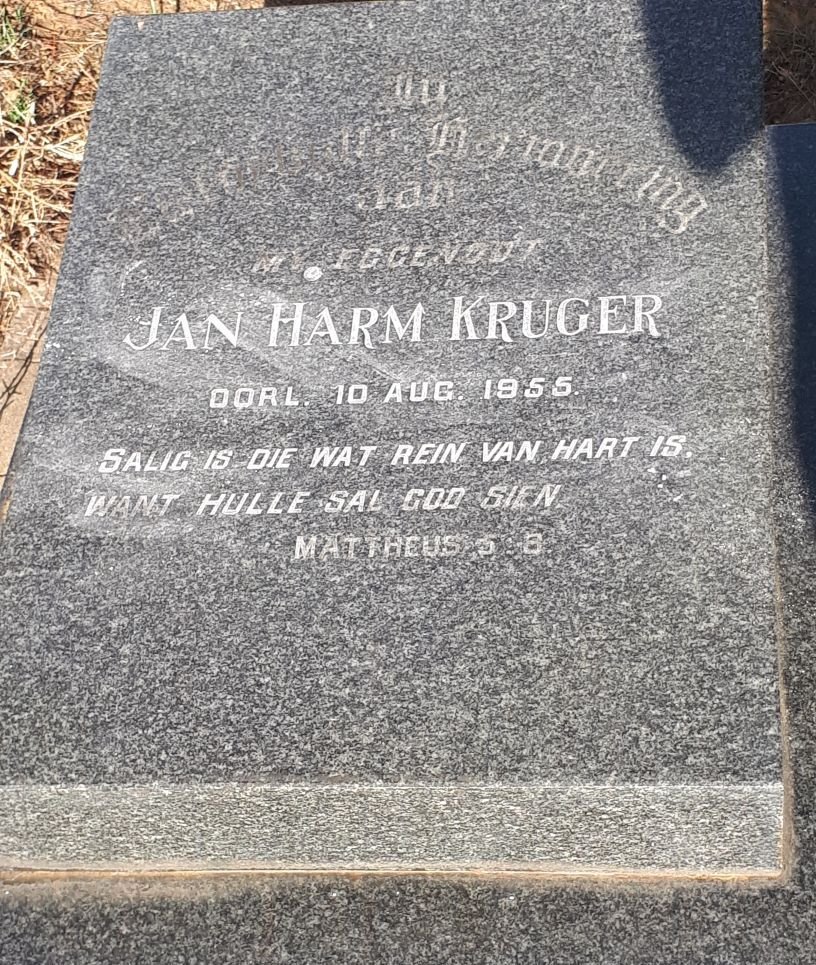 In
Liefdevolle Herinnering
aan
MY EGGENOOT
JAN HARM KRUGER
OORL. 10 AUG. 1955.
SALIG IS DIE WAT REIN VAN HART IS,
WANT HULLE SAL GOD SIEN.
MATTHEUS 5:8